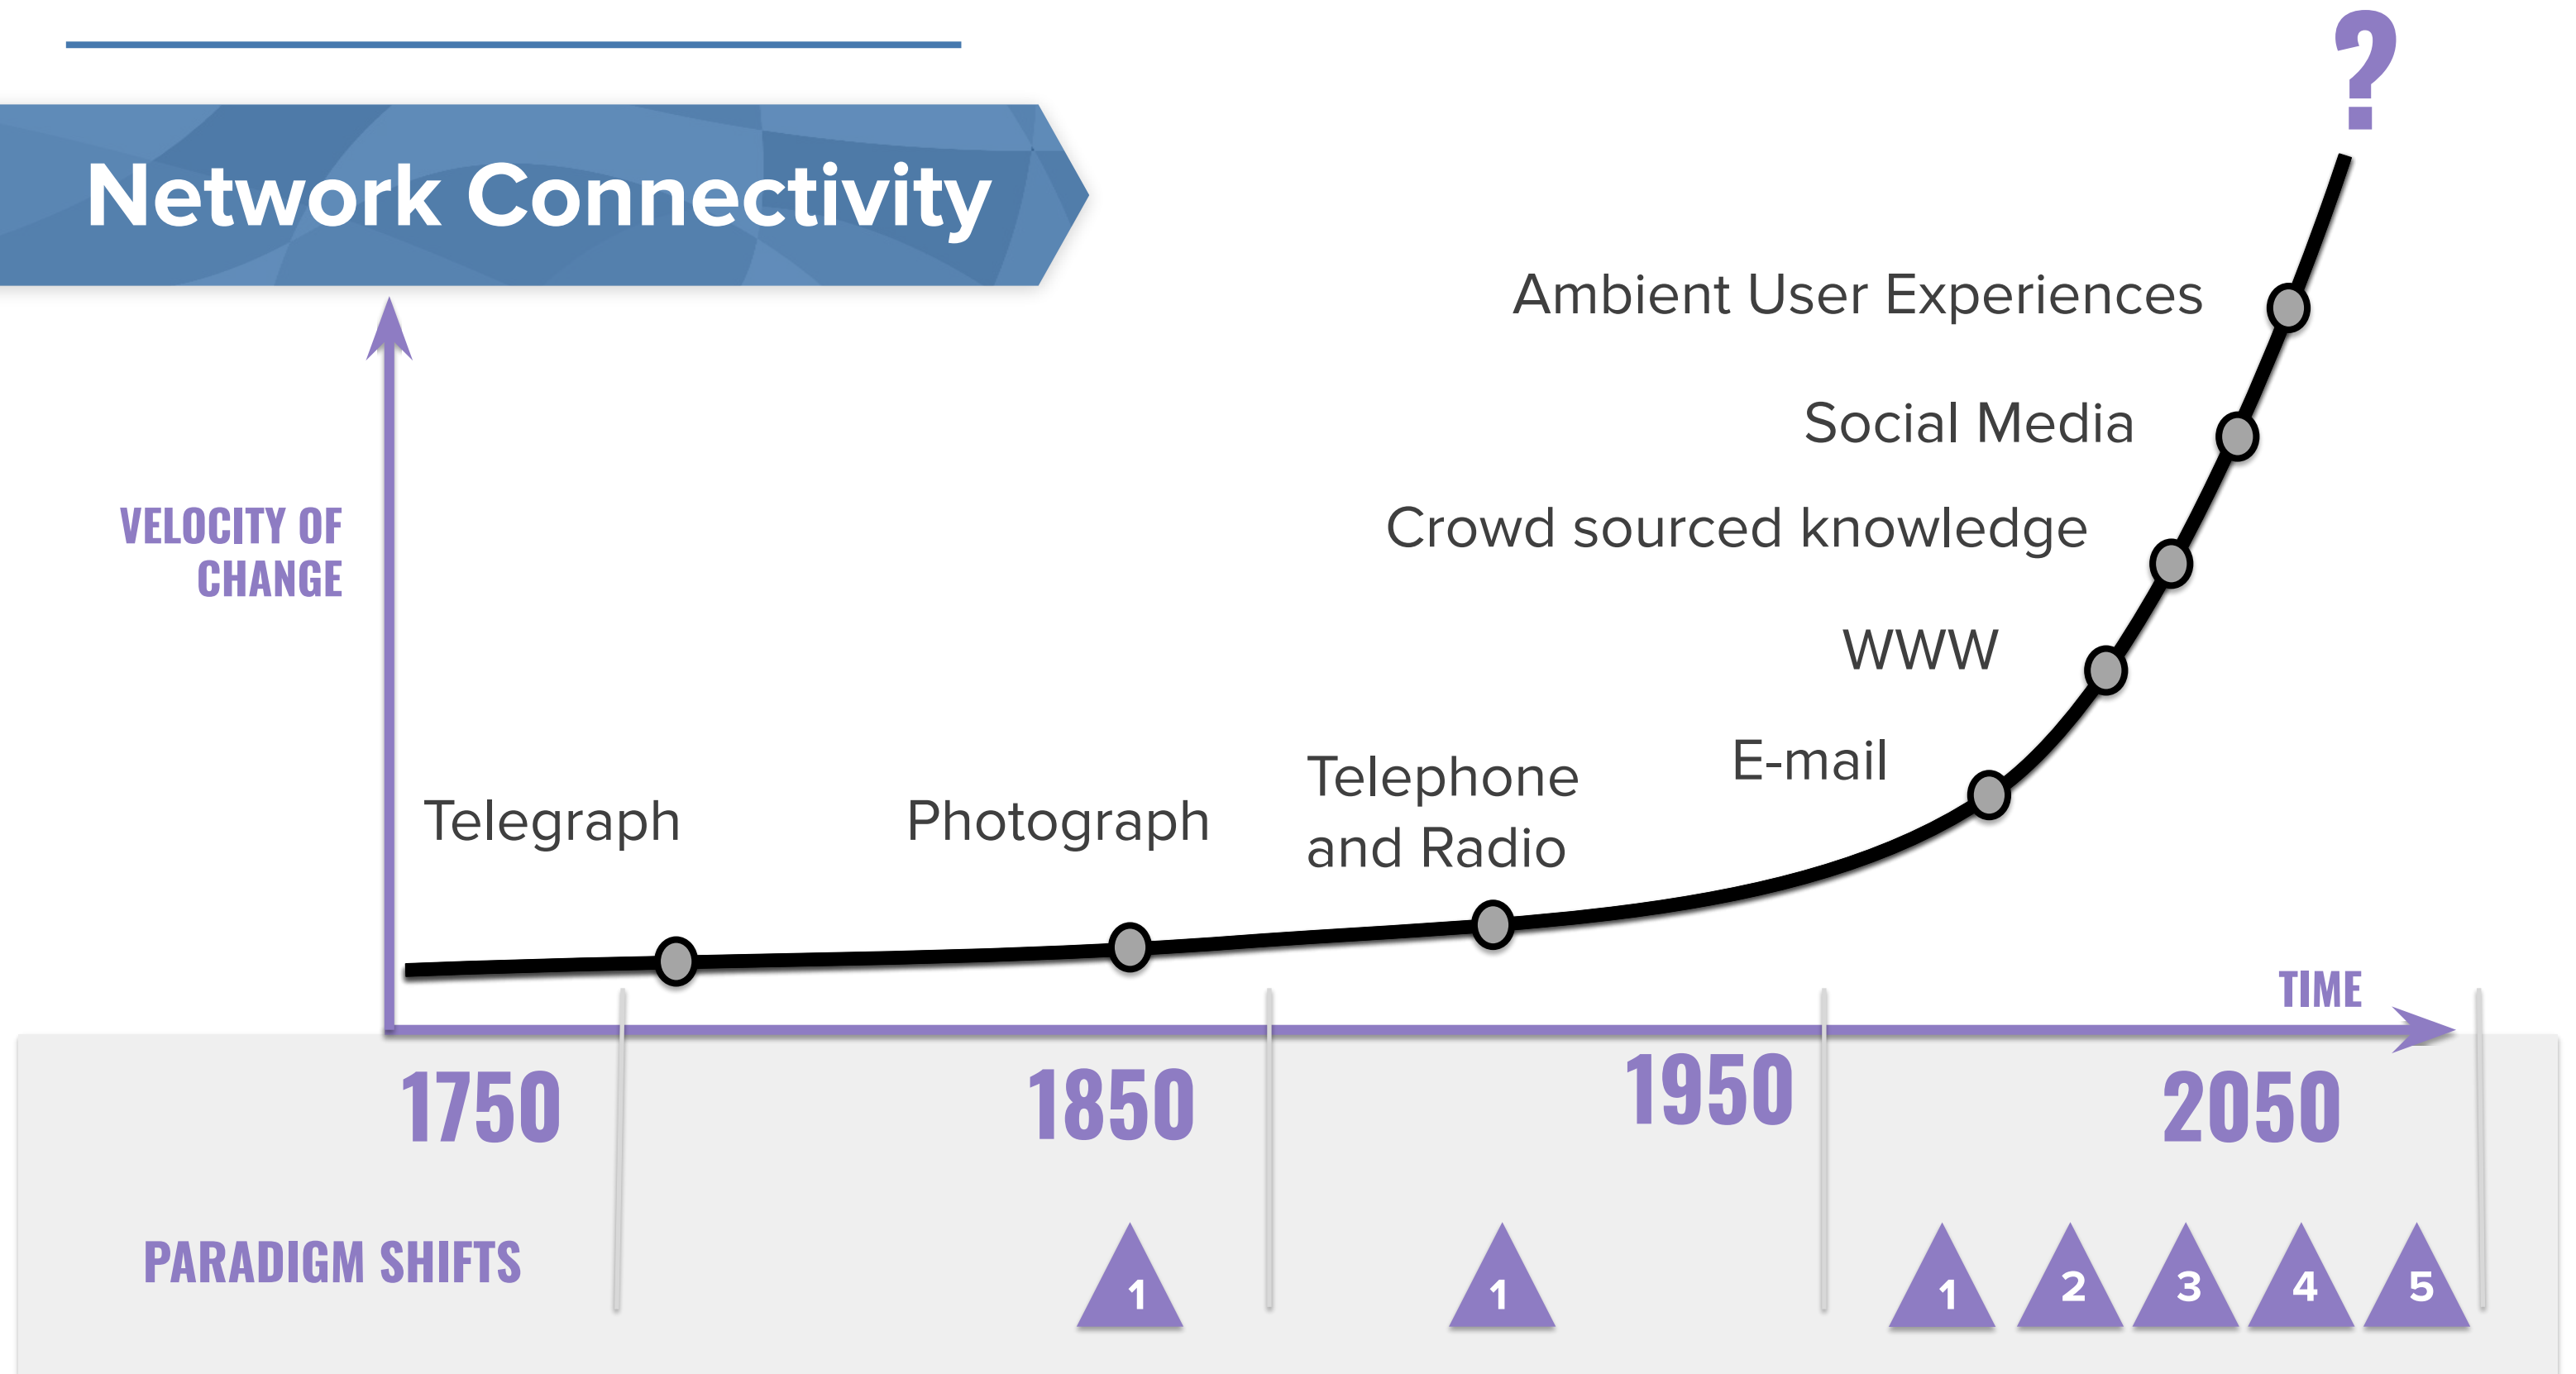 ?
Network Connectivity
Ambient User Experiences
Social Media
VELOCITY OF
CHANGE
Crowd sourced knowledge
WWW
E-mail
Telephone
and Radio
Photograph
Telegraph
TIME
1750 1850 1950 2050
PARADIGM SHIFTS
1 1 1 2 3 4 5